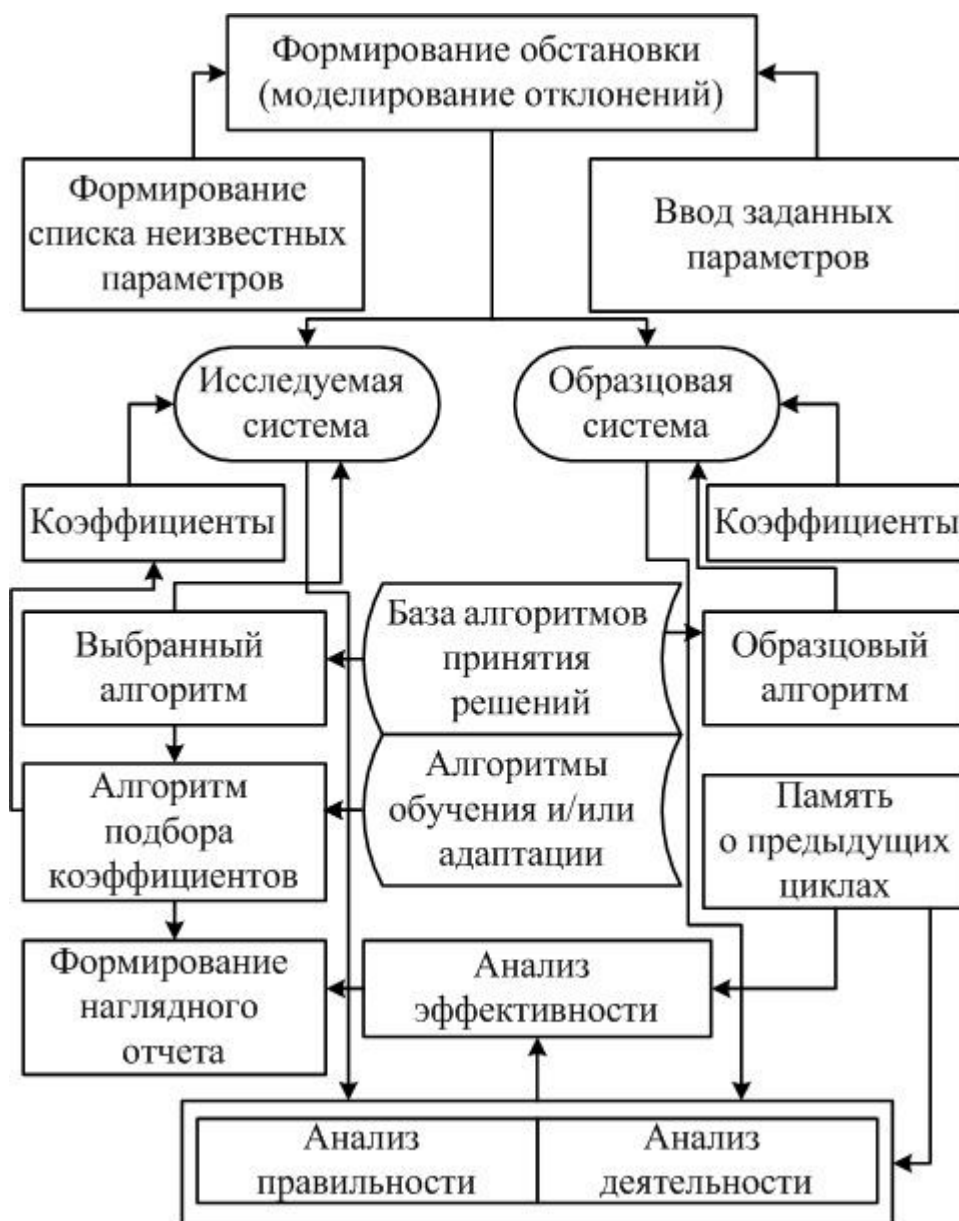 Формирование обстановки
(моделирование отклонений)
Формирование
списка неизвестных
параметров
Ввод заданных
параметров
Исследуемая
система
Образцовая
система
Коэффициенты
Коэффициенты
База алгоритмов
принятия
решений
Выбранный
алгоритм
Образцовый
алгоритм
Алгоритм
подбора
коэффициентов
Алгоритмы
обучения и/или
адаптации
Память
о предыдущих
циклах
Формирование
наглядного
отчета
Анализ
эффективности
Анализ
правильности
Анализ
деятельности